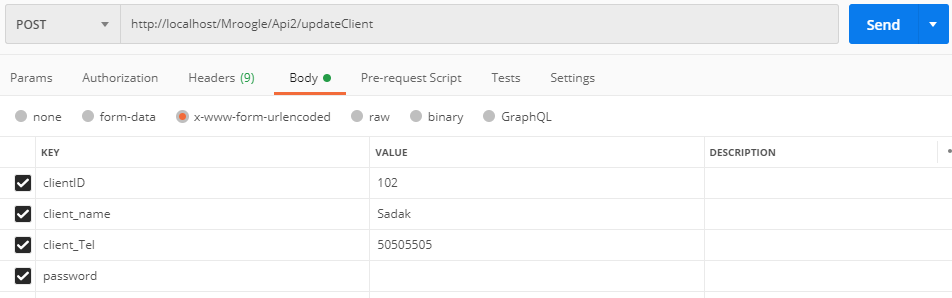 POST http://localhost/Mroogle/Api2/updateClient Send
Params Authorization Headers (9) Body Pre-request Script Tests Settings
none form-data x-www-form-urlencoded raw binary GraphQL
KEY VALUE DESCRIPTION
clientID 102
client_name Sadak
client_Tel 50505505
password